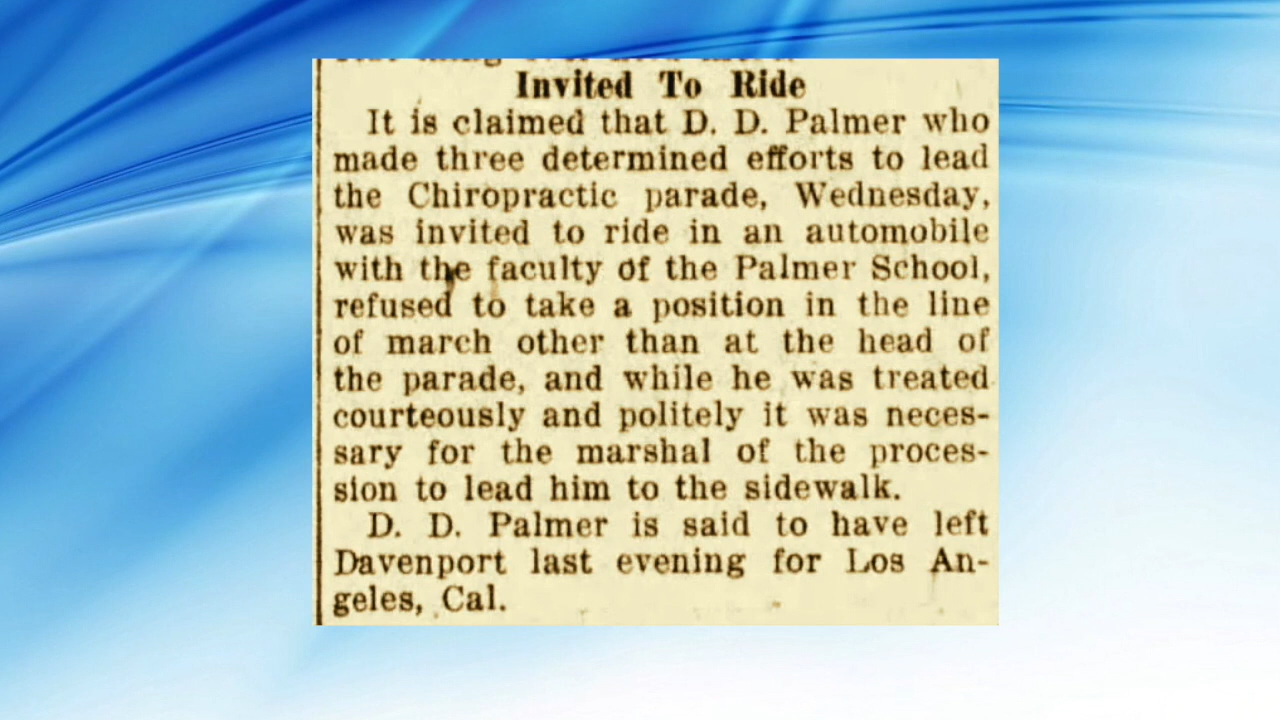 Invited To Ride
It is claimed that D. D. Palmer who
made three determined efforts to lead
the Chiropractic parade, Wednesday,
was invited to ride in an automobile
with the faculty of the Palmer School,
refused to take a position in the line
of march other than at the head of
the parade, and while he was treated
courteously and politely it was neces-
sary for the marshal of the proces-
sion to lead him to the sidewalk.
D. D. Palmer is said to have left
Davenport last evening for Los An-
geles, Cal.